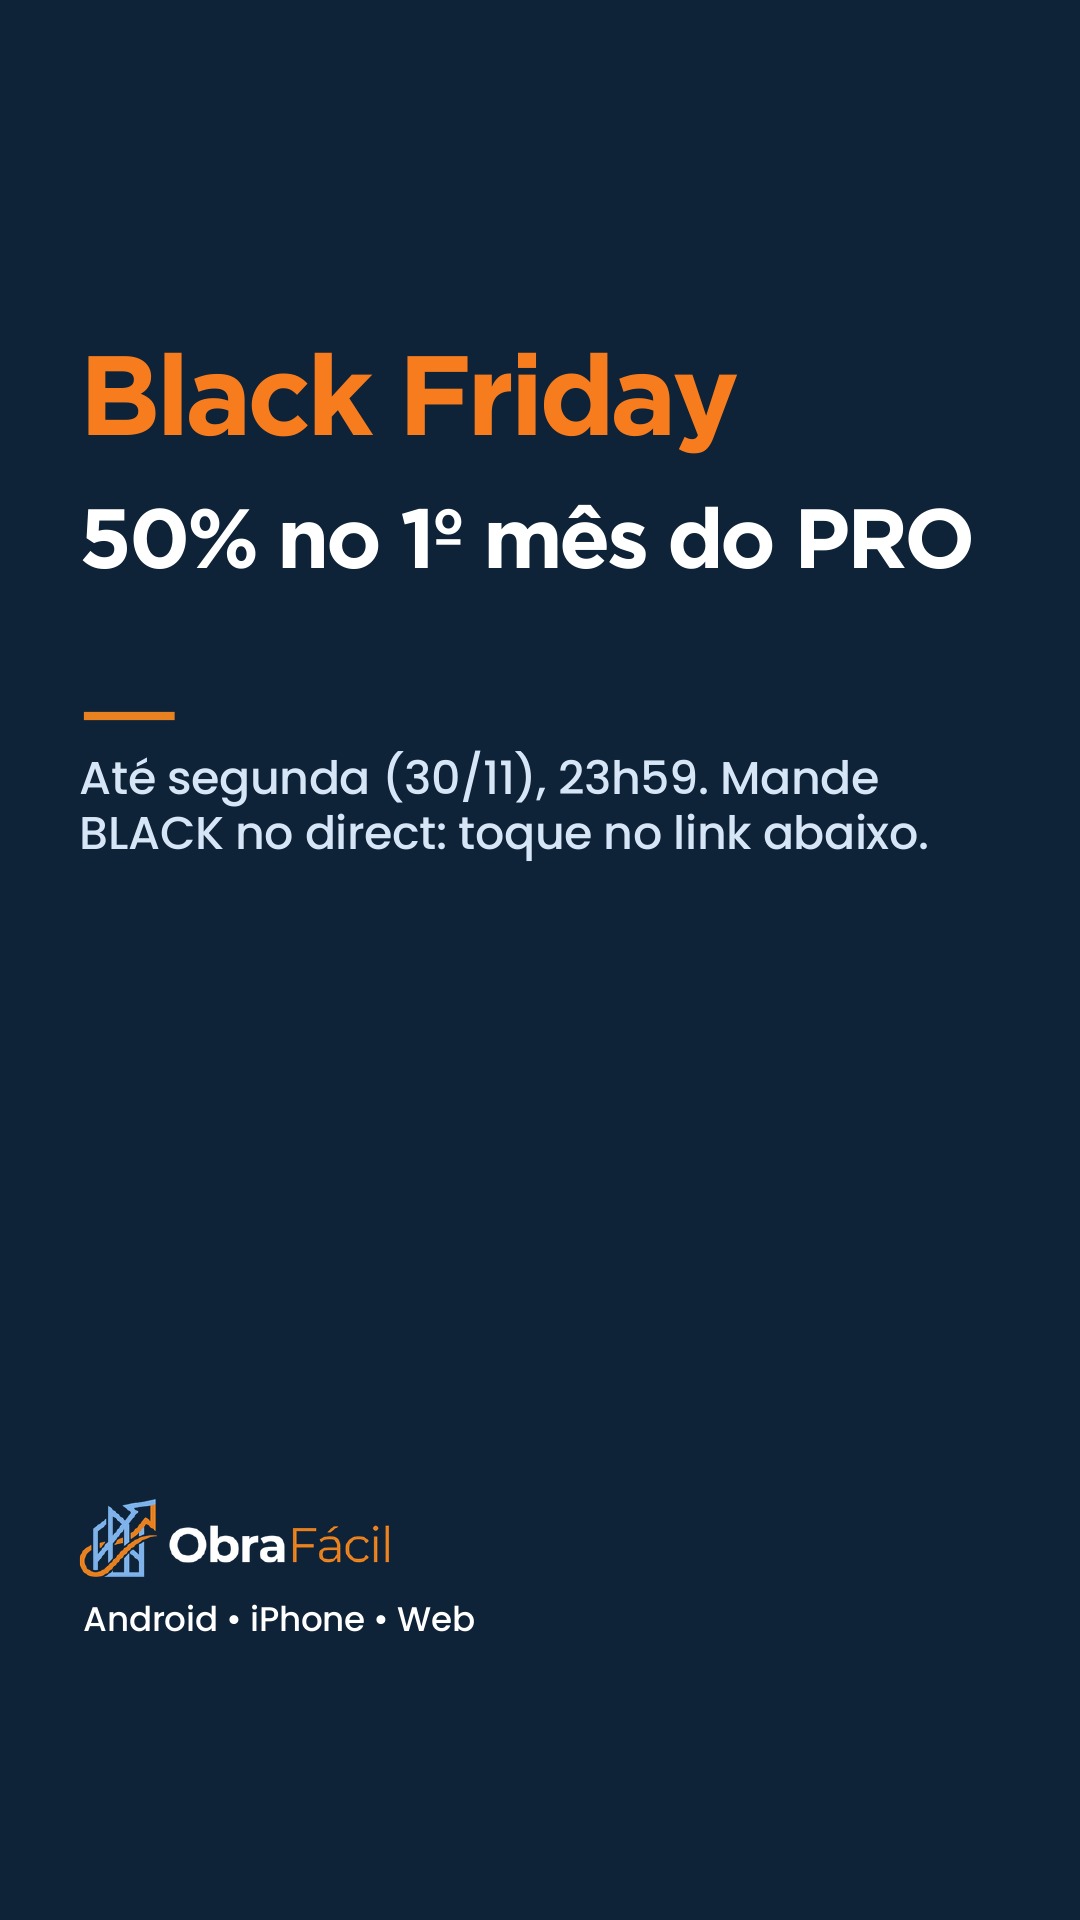 Black Friday
50% no 1º mês do PRO
Até segunda (30/11), 23h59. Mande
BLACK no direct: toque no link abaixo.
ObraFácil
Android • iPhone • Web